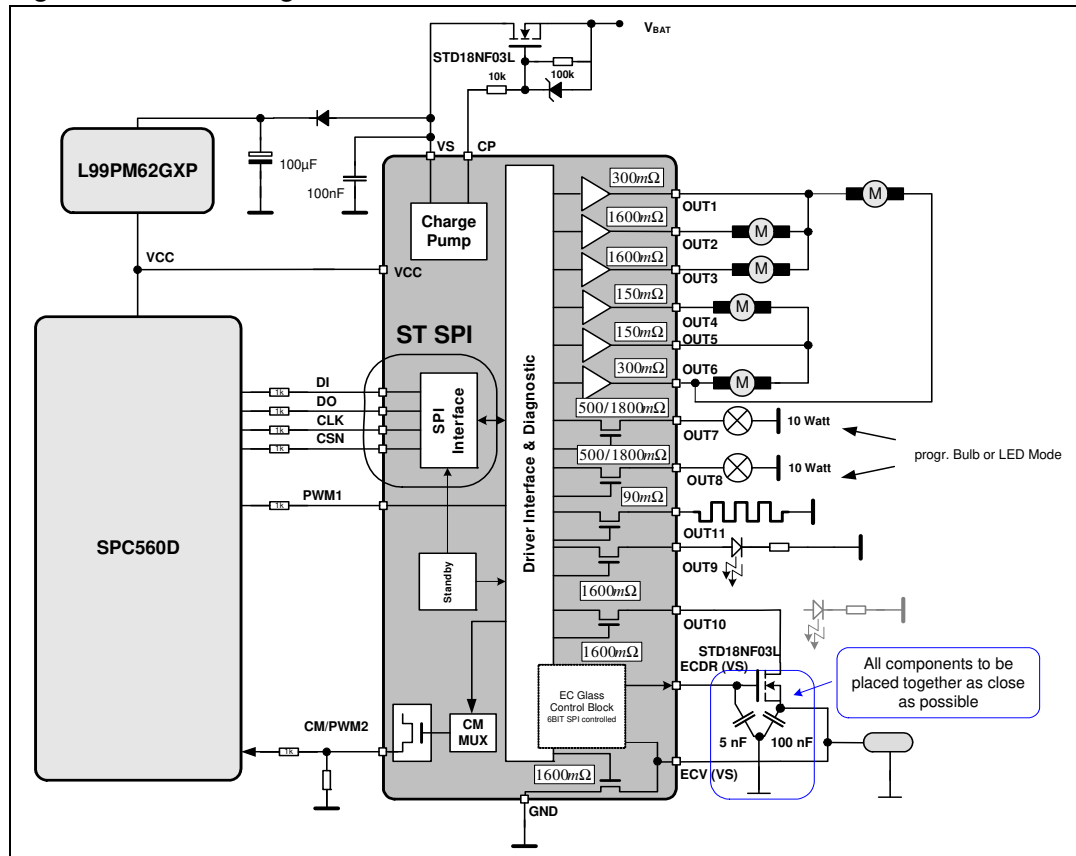 V_BAT
STD18NF03L
10k
100k
VS
CP
L99PM62GXP
100µF
100nF
Charge
Pump
VCC
VCC
ST SPI
DI
DO
CLK
CSN
1k
1k
1k
1k
SPI
Interface
PWM1
1k
SPC560D
Standby
Driver Interface & Diagnostic
300mΩ
OUT1
M
1600mΩ
OUT2
M
1600mΩ
OUT3
M
150mΩ
OUT4
M
150mΩ
OUT5
300mΩ
OUT6
M
500/1800mΩ
OUT7
10 Watt
500/1800mΩ
OUT8
10 Watt
progr. Bulb or LED Mode
90mΩ
OUT11
OUT9
1600mΩ
OUT10
1600mΩ
STD18NF03L
ECDR (VS)
All components to be
placed together as close
as possible
EC Glass
Control Block
6BIT SPI controlled
5 nF
100 nF
CM/PWM2
1k
CM
MUX
ECV (VS)
1600mΩ
GND